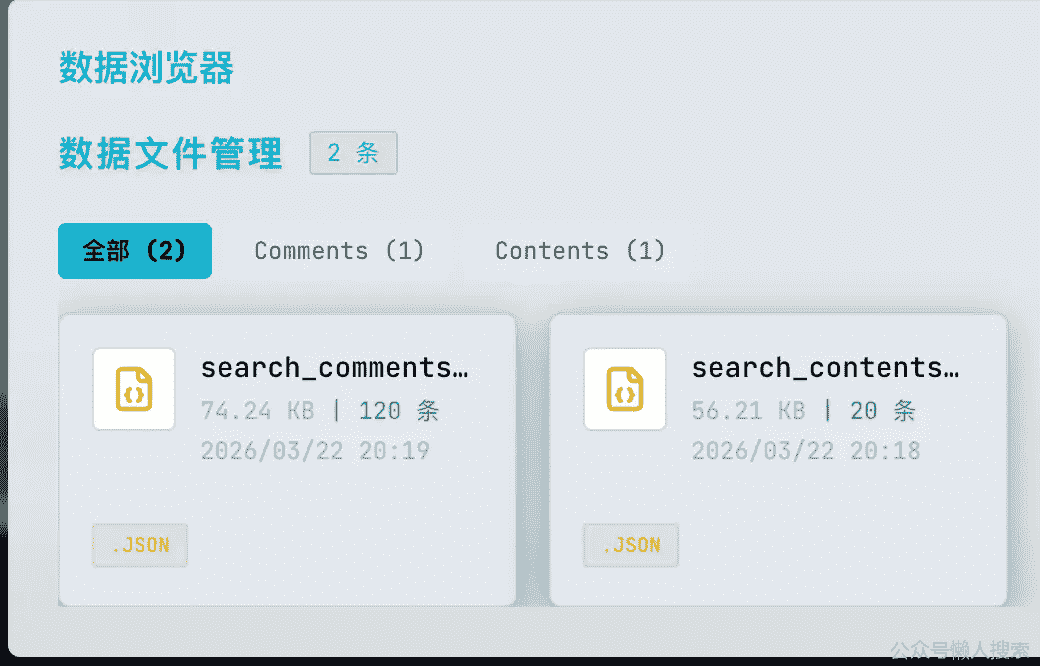 数据浏览器
数据文件管理 2 条
全部 (2) Comments (1) Contents (1)
search_comments…
74.24 KB | 120 条
2026/03/22 20:19
.JSON
search_contents…
56.21 KB | 20 条
2026/03/22 20:18
.JSON
公众号懒人搜索